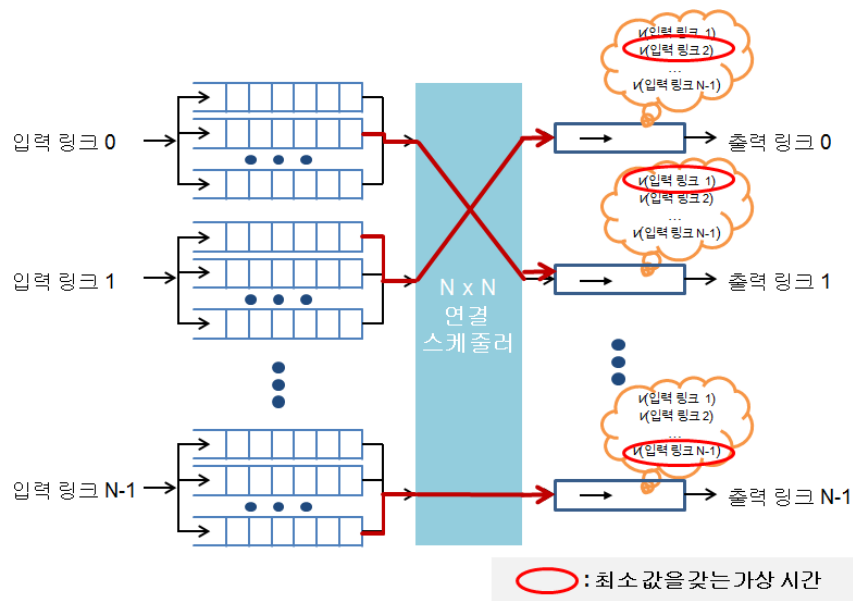 V(입력 링크 1)
V(입력 링크 2)
...
V(입력 링크 N-1)
입력 링크 0
출력 링크 0
V(입력 링크 1)
V(입력 링크 2)
...
V(입력 링크 N-1)
입력 링크 1
N x N
연결
스케줄러
출력 링크 1
V(입력 링크 1)
V(입력 링크 2)
...
V(입력 링크 N-1)
입력 링크 N-1
출력 링크 N-1
: 최소 값을 갖는 가상 시간